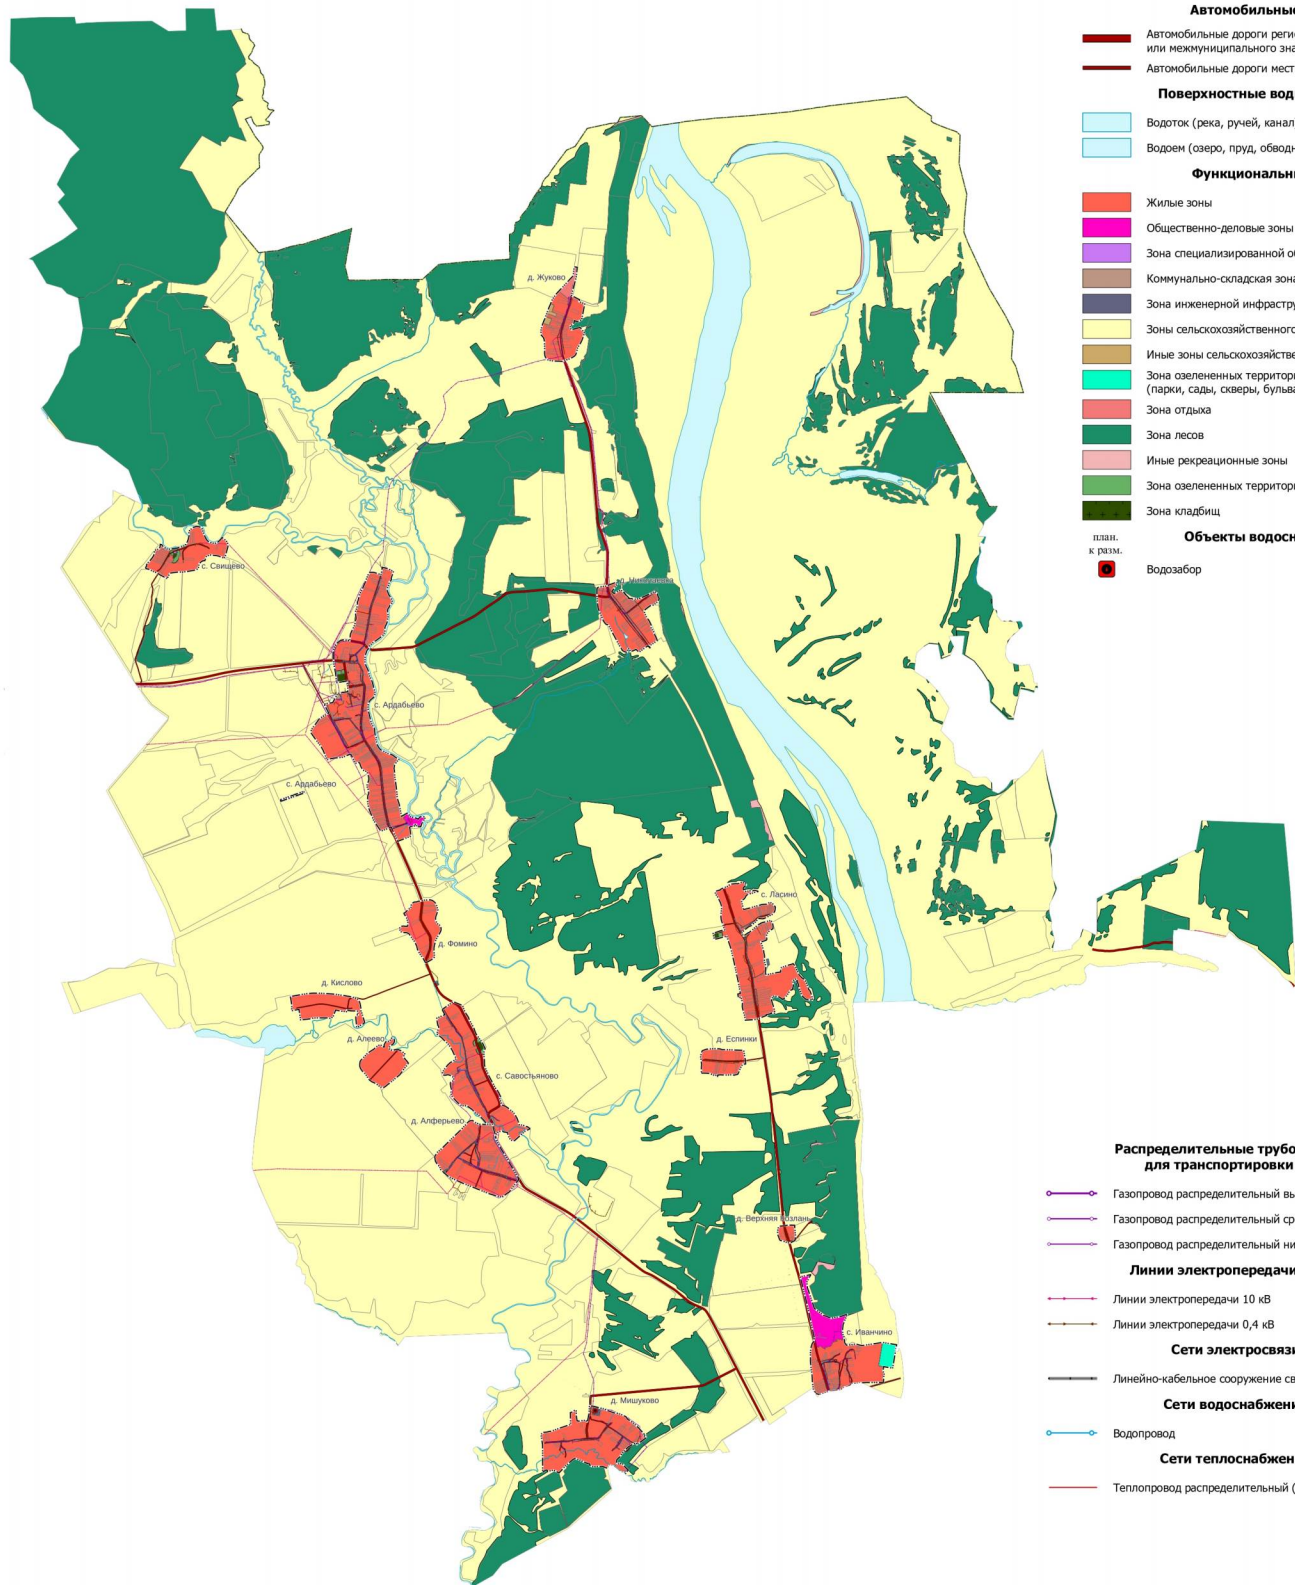 Автомобильные
Автомобильные дороги реги
или межмуниципального зна
Автомобильные дороги мест
Поверхностные вод
Водоток (река, ручей, канал
Водоем (озеро, пруд, обводн
Функциональн
Жилые зоны
Общественно-деловые зоны
Зона специализированной об
Коммунально-складская зона
Зона инженерной инфрастру
Зоны сельскохозяйственного
Иные зоны сельскохозяйстве
Зона озелененных территори
(парки, сады, скверы, бульва
Зона отдыха
Зона лесов
Иные рекреационные зоны
Зона озелененных территори
Зона кладбищ
план.
к разм.
Объекты водосн
Водозабор
д. Жуково
с. Свищёво
д. Николаевка
с. Ардабьево
с. Ардабьево
с. Ласино
д. Фомино
д. Кислово
д. Алеево
д. Еспинки
с. Савостьяново
д. Алферьево
д. Верхняя Козлань
с. Иванчино
д. Мишуково
Распределительные трубо
для транспортировки
Газопровод распределительный вы
Газопровод распределительный ср
Газопровод распределительный ни
Линии электропередачи
Линии электропередачи 10 кВ
Линии электропередачи 0,4 кВ
Сети электросвязи
Линейно-кабельное сооружение св
Сети водоснабжени
Водопровод
Сети теплоснабжен
Теплопровод распределительный (